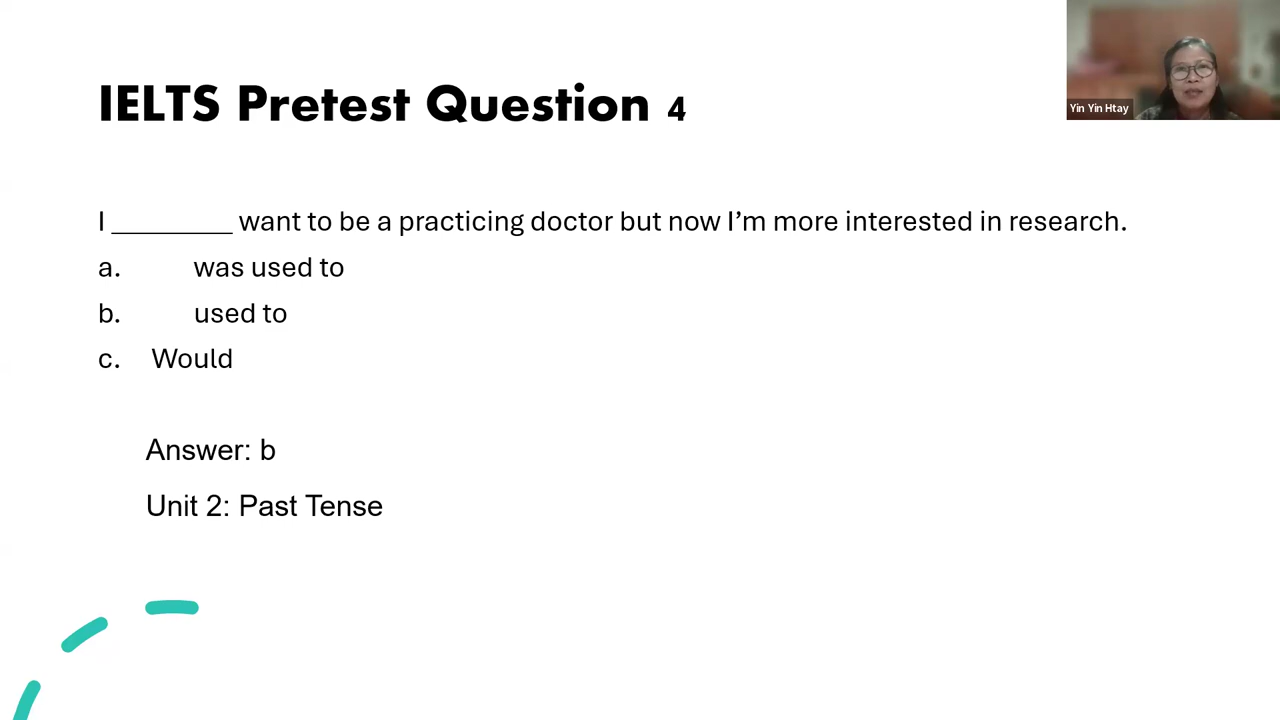 IELTS Pretest Question 4
Yin Yin Htay
I ________ want to be a practicing doctor but now I’m more interested in research.
a. was used to
b. used to
c. Would
Answer: b
Unit 2: Past Tense